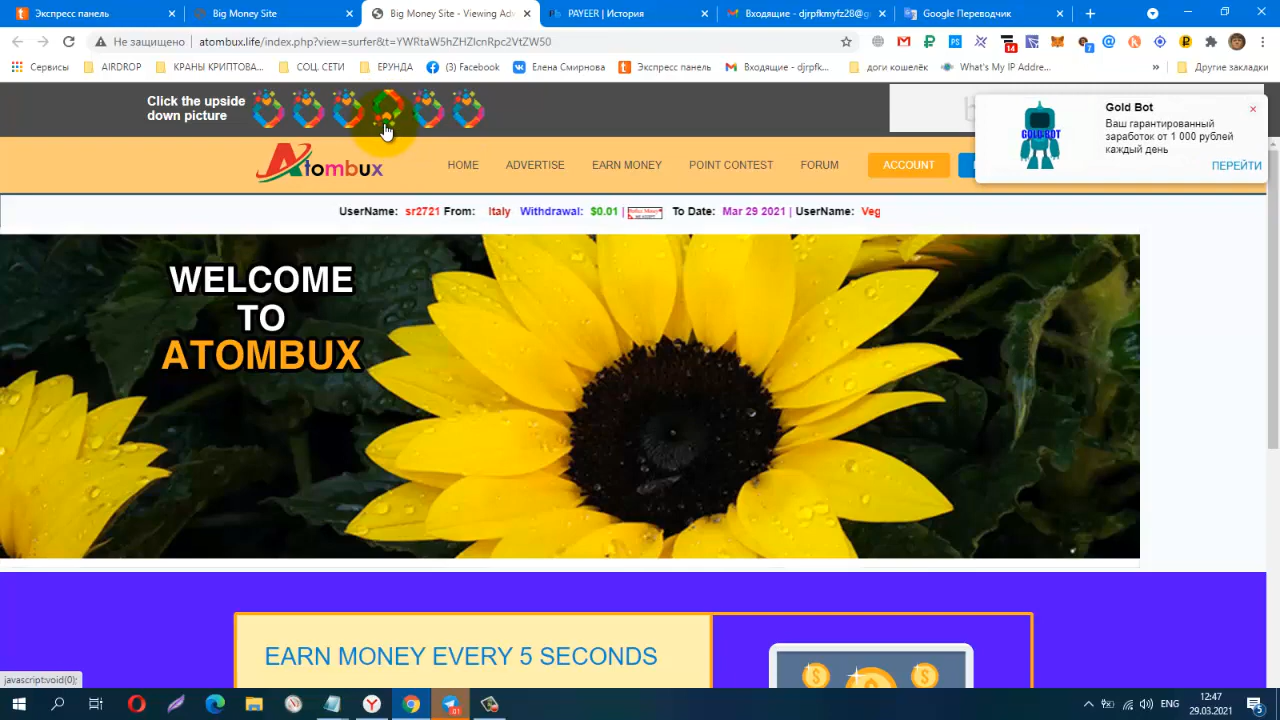 Экспресс панель
Big Money Site
Big Money Site - Viewing Ad
PAYEER | История
Входящие - djrpfkmyfz28@g
Google Переводчик
Не защищено
atombux.life/index.php?view=surfer&t=YWRtaW5hZHZlcnRpc2VtZW50
14
7
Сервисы
AIRDROP
КРАНЫ КРИПТОВА...
СОЦ. СЕТИ
ЕРУНДА
(3) Facebook
Елена Смирнова
Экспресс панель
Входящие - djrpfk...
доги кошелёк
What's My IP Addre...
»
Другие закладки
Click the upside
down picture
Gold Bot
Ваш гарантированный
заработок от 1 000 рублей
каждый день
ПЕРЕЙТИ
GOLD BOT
Atombux
HOME
ADVERTISE
EARN MONEY
POINT CONTEST
FORUM
ACCOUNT
UserName: sr2721 From: Italy Withdrawal: $0.01 | To Date: Mar 29 2021 | UserName: Veg
WELCOME
TO
ATOMBUX
EARN MONEY EVERY 5 SECONDS
javascript:void(0);
ENG
12:47
29.03.2021
5